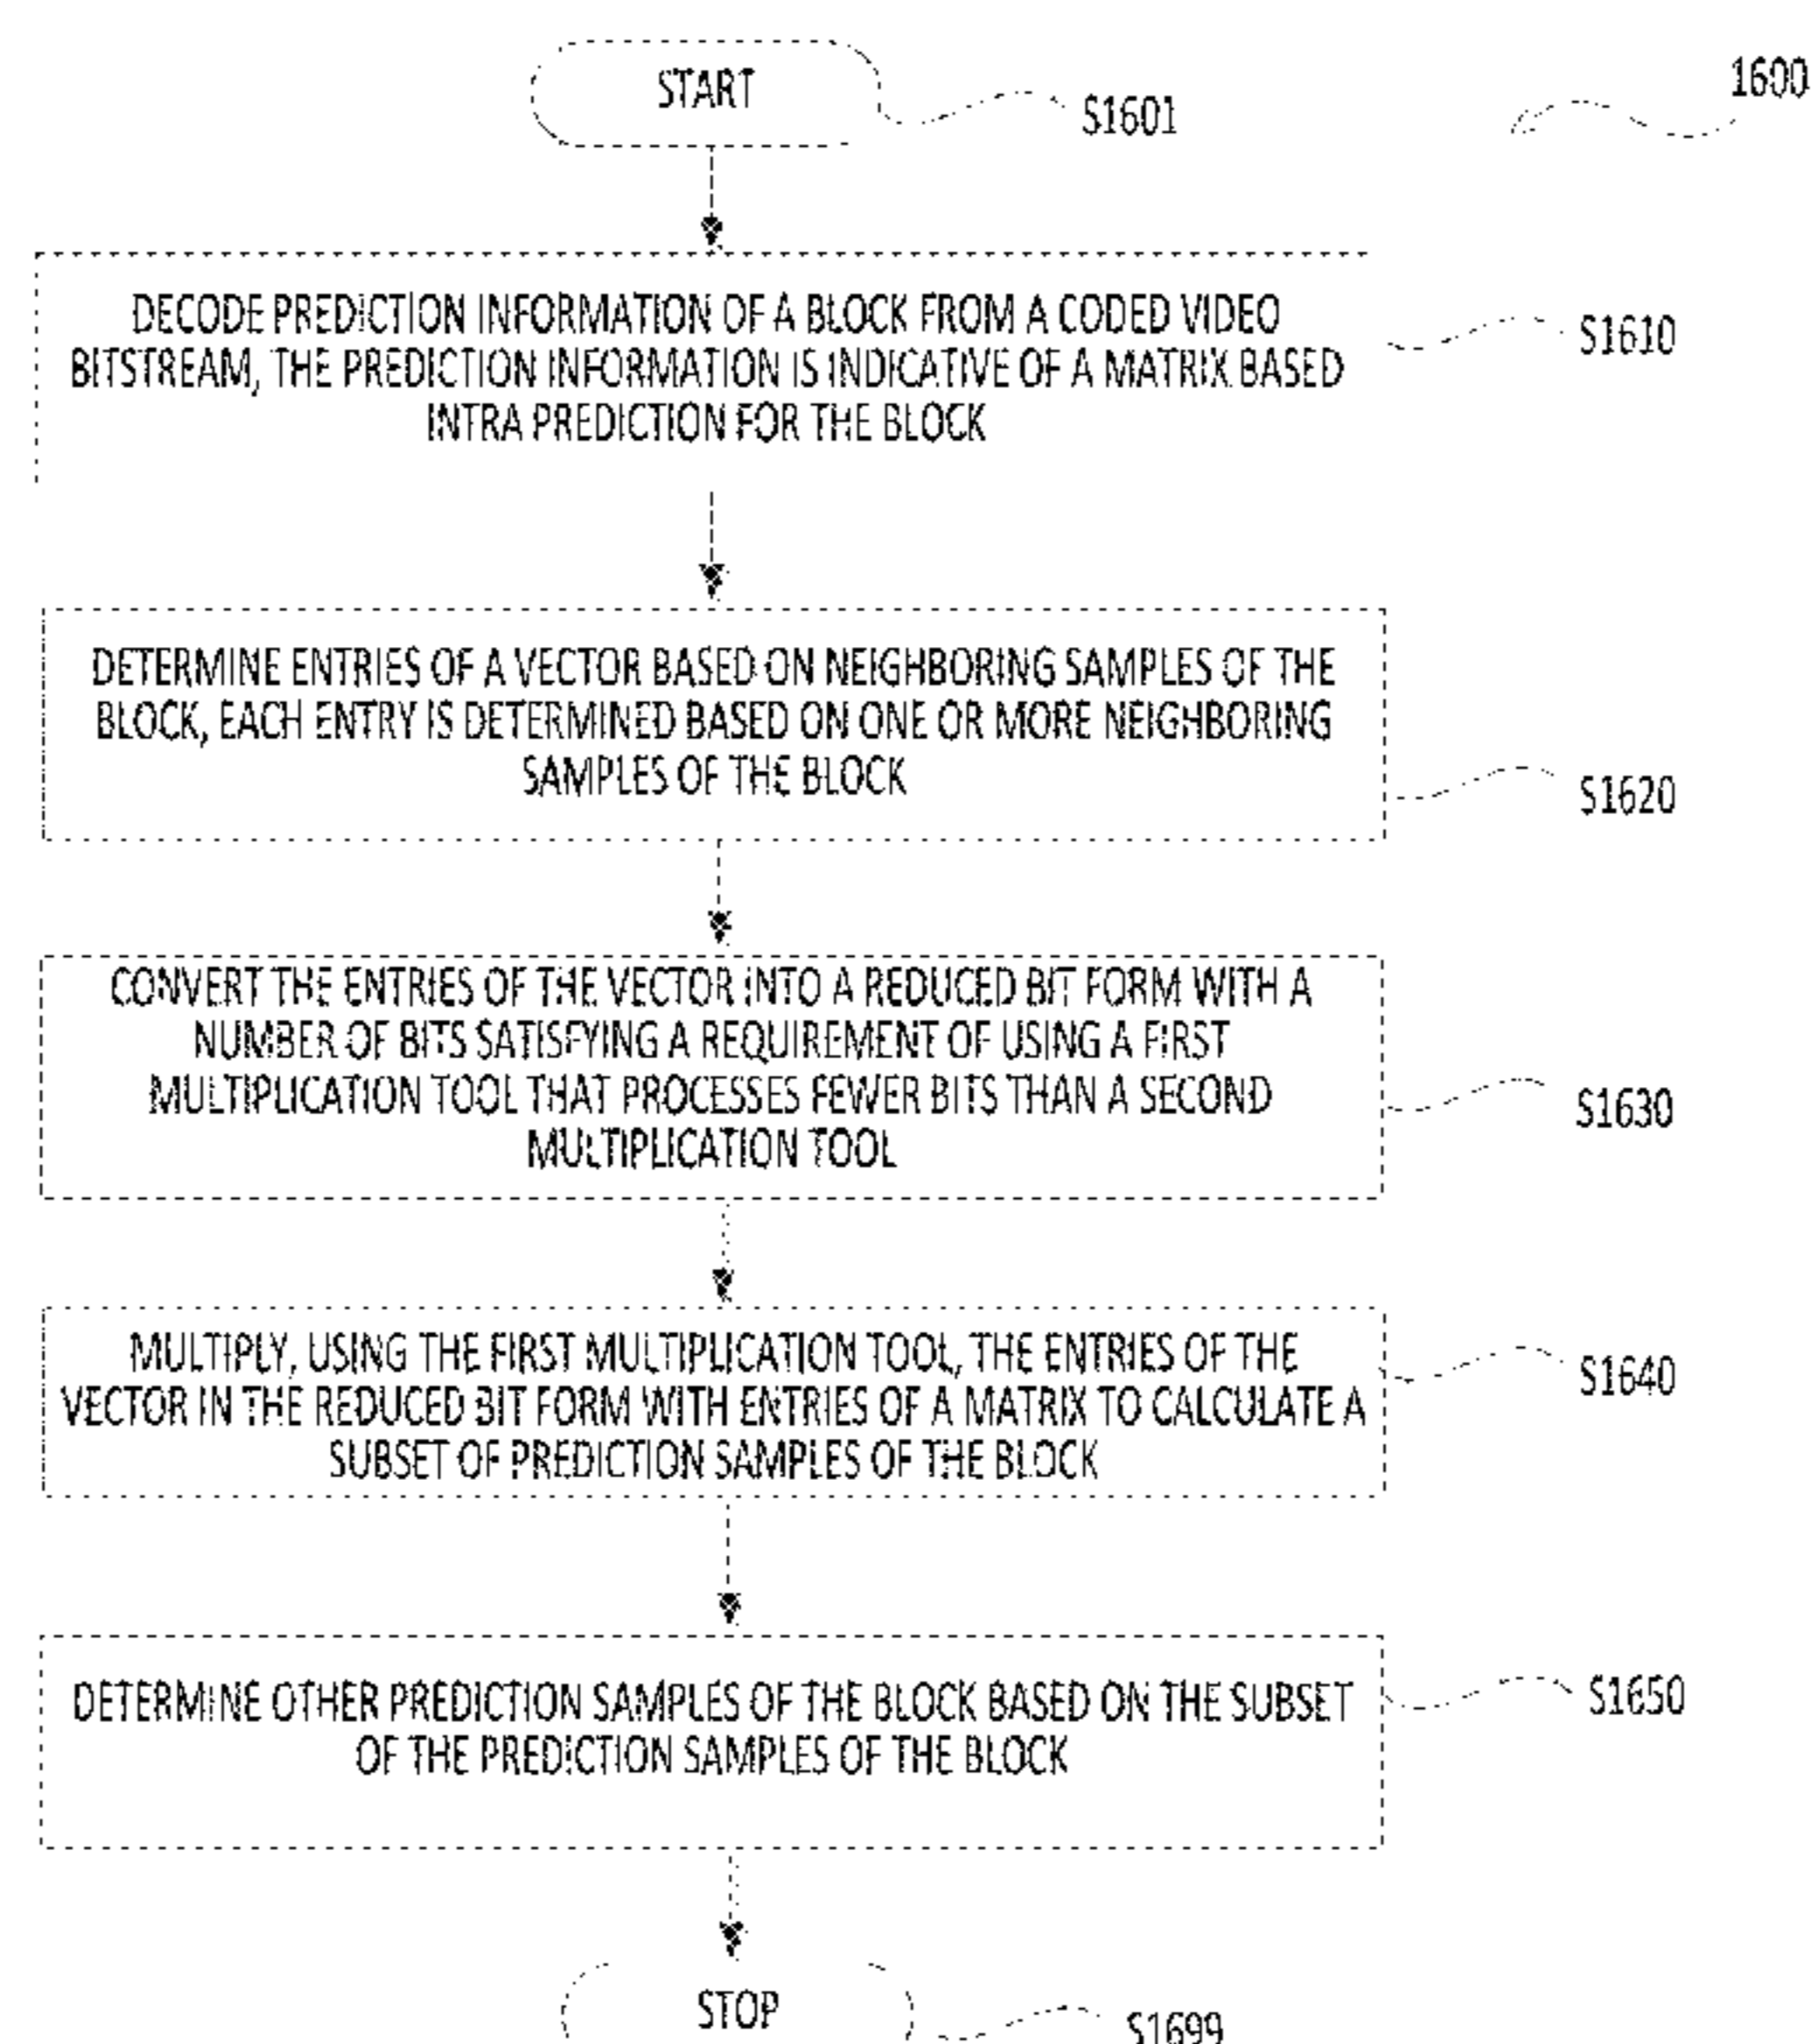 START
S1601
1600
DECODE PREDICTION INFORMATION OF A BLOCK FROM A CODED VIDEO
BITSTREAM, THE PREDICTION INFORMATION IS INDICATIVE OF A MATRIX BASED
INTRA PREDICTION FOR THE BLOCK
S1610
DETERMINE ENTRIES OF A VECTOR BASED ON NEIGHBORING SAMPLES OF THE
BLOCK, EACH ENTRY IS DETERMINED BASED ON ONE OR MORE NEIGHBORING
SAMPLES OF THE BLOCK
S1620
CONVERT THE ENTRIES OF THE VECTOR INTO A REDUCED BIT FORM WITH A
NUMBER OF BITS SATISFYING A REQUIREMENT OF USING A FIRST
MULTIPLICATION TOOL THAT PROCESSES FEWER BITS THAN A SECOND
MULTIPLICATION TOOL
S1630
MULTIPLY, USING THE FIRST MULTIPLICATION TOOL, THE ENTRIES OF THE
VECTOR IN THE REDUCED BIT FORM WITH ENTRIES OF A MATRIX TO CALCULATE A
SUBSET OF PREDICTION SAMPLES OF THE BLOCK
S1640
DETERMINE OTHER PREDICTION SAMPLES OF THE BLOCK BASED ON THE SUBSET
OF THE PREDICTION SAMPLES OF THE BLOCK
S1650
STOP
S1699